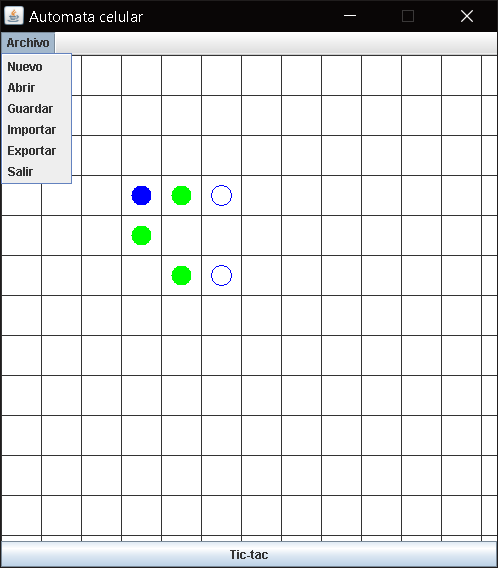 Automata celular
Archivo
Nuevo
Abrir
Guardar
Importar
Exportar
Salir
Tic-tac